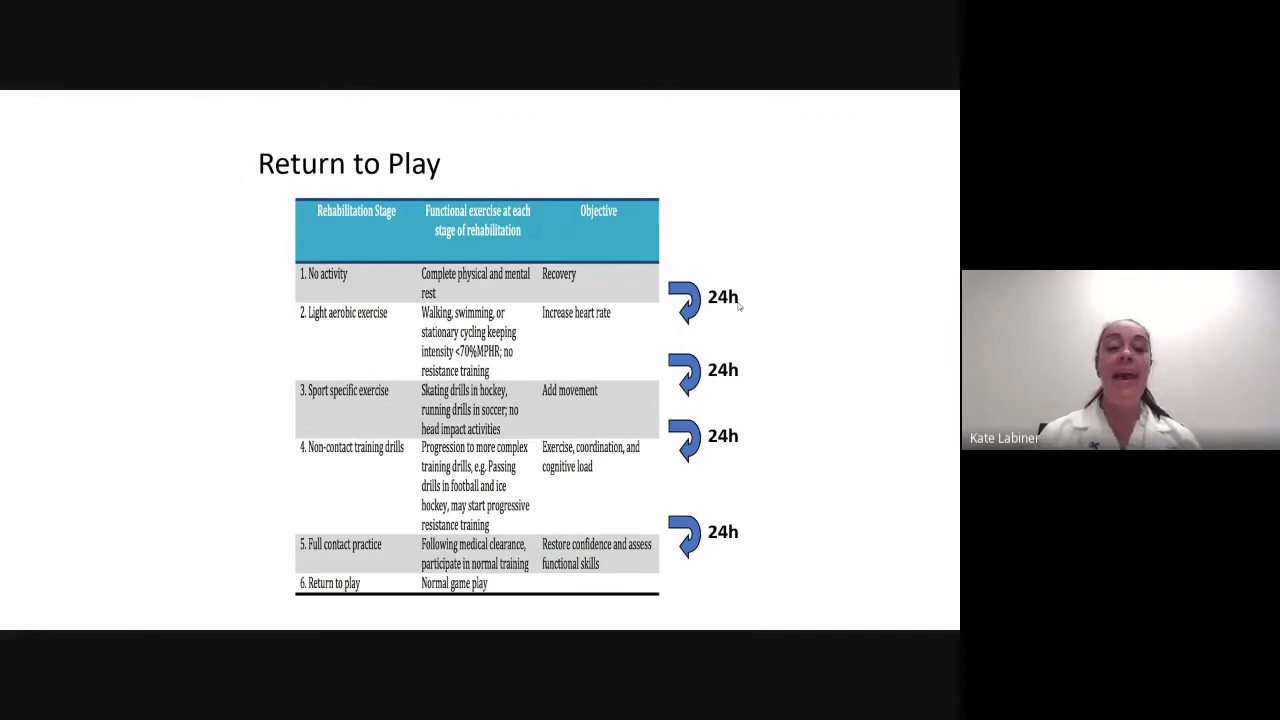 Return to Play
Rehabilitation Stage
Functional exercise at each
stage of rehabilitation
Objective
1. No activity
Complete physical and mental
rest
Recovery
24h
2. Light aerobic exercise
Walking, swimming, or
stationary cycling keeping
intensity <70%MPHR; no
resistance training
Increase heart rate
24h
3. Sport specific exercise
Skating drills in hockey,
running drills in soccer; no
head impact activities
Add movement
24h
4. Non-contact training drills
Progression to more complex
training drills, e.g. Passing
drills in football and ice
hockey, may start progressive
resistance training
Exercise, coordination, and
cognitive load
24h
5. Full contact practice
Following medical clearance,
participate in normal training
Restore confidence and assess
functional skills
6. Return to play
Normal game play
Kate Labiner